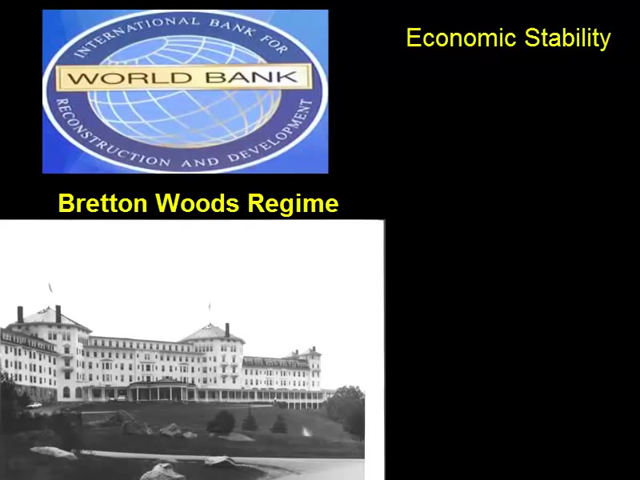 INTERNATIONAL BANK FOR
WORLD BANK
RECONSTRUCTION AND DEVELOPMENT
Economic Stability
Bretton Woods Regime